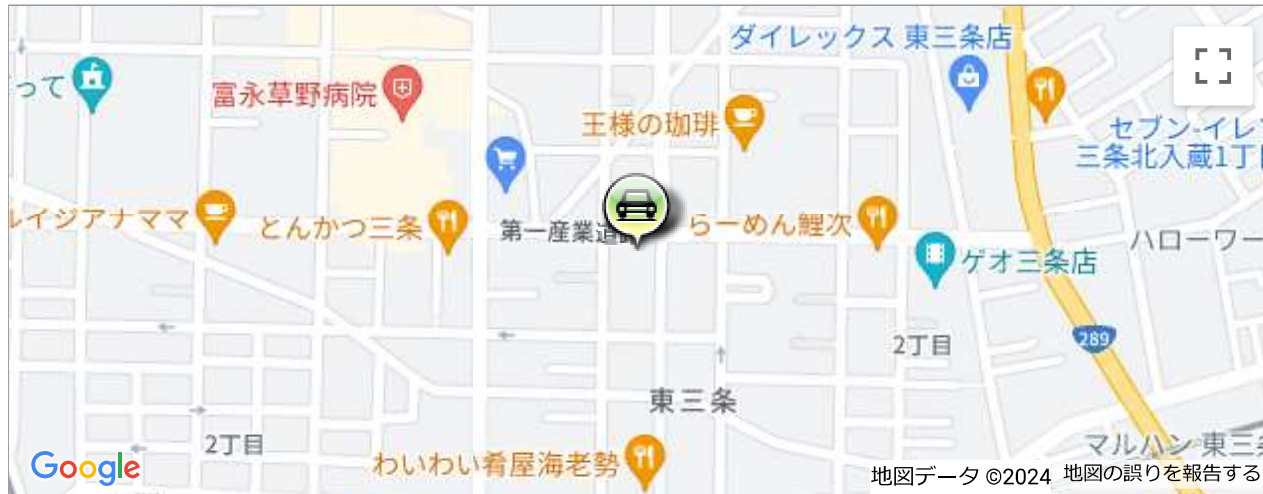 ダイレックス 東三条店
って
富永草野病院
王様の珈琲
セブン-イレ
三条北入蔵1丁
ルイジアナママ
とんかつ三条
第一産業道
らーめん鯉次
ハローワー
ゲオ三条店
289
2丁目
東三条
2丁目
マルハン 東三
わいわい肴屋海老勢
Google
地図データ ©2024
地図の誤りを報告する